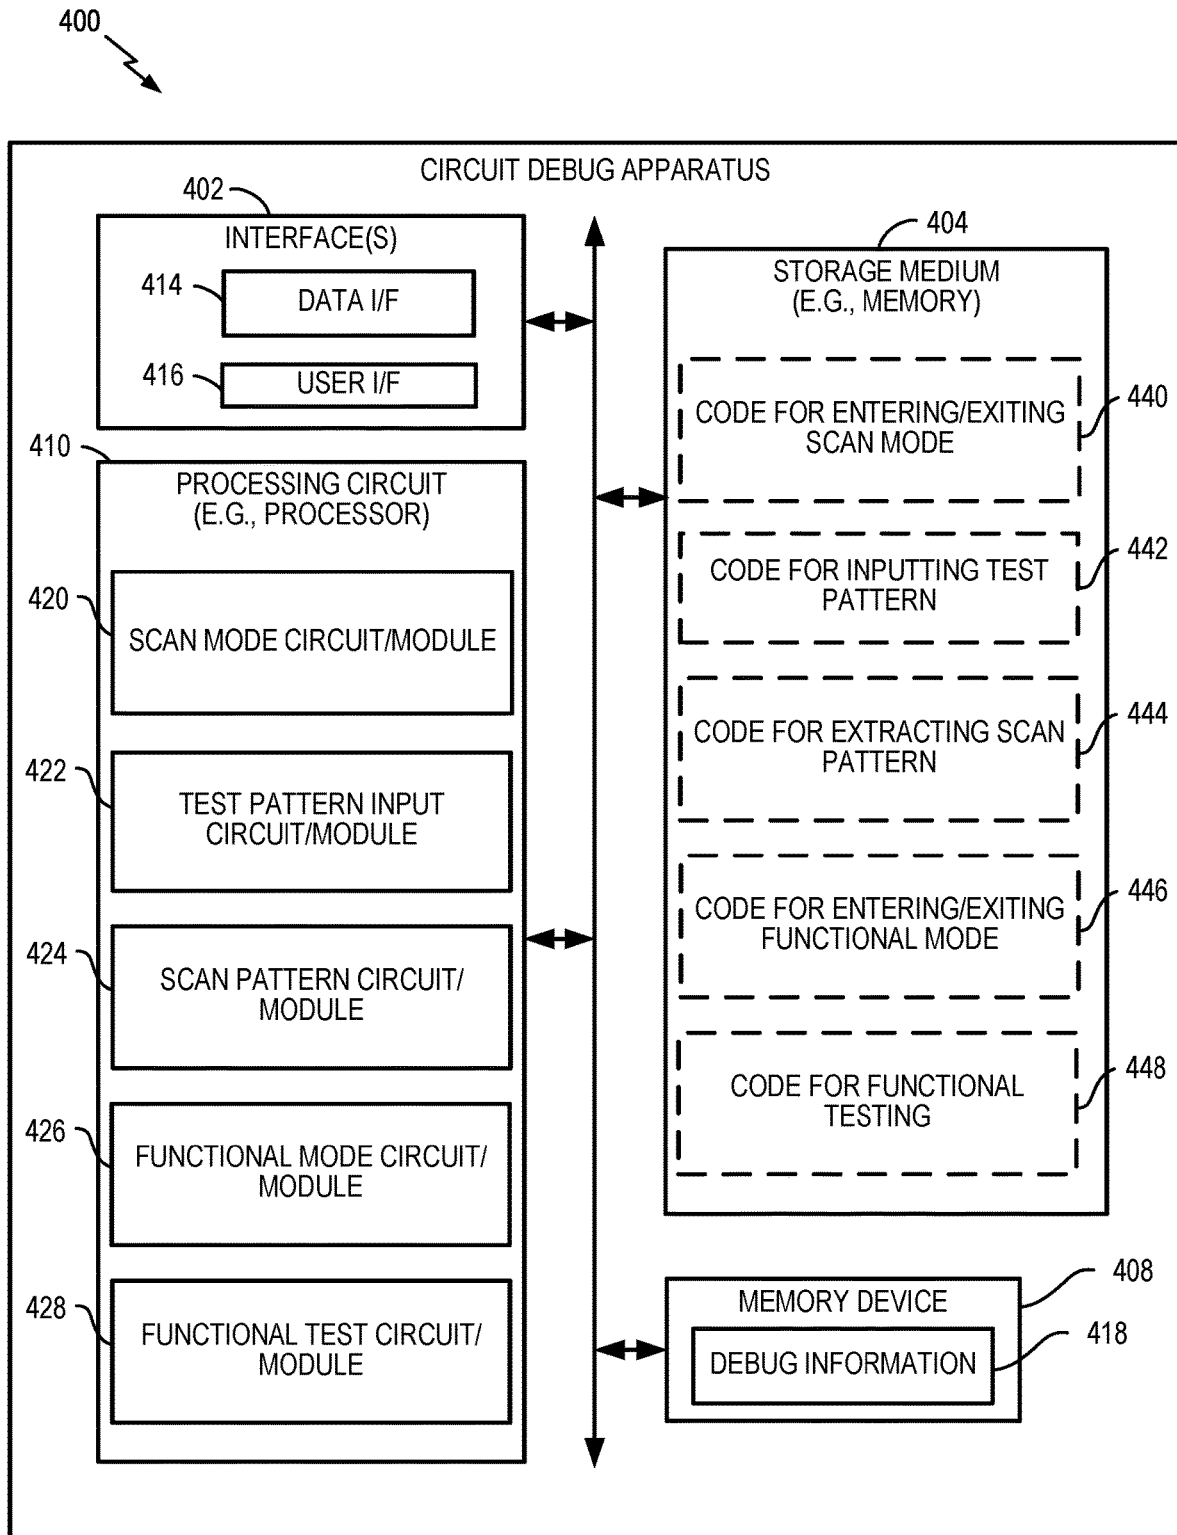 400
CIRCUIT DEBUG APPARATUS
402
INTERFACE(S)
414
DATA I/F
416
USER I/F
410
PROCESSING CIRCUIT
(E.G., PROCESSOR)
420
SCAN MODE CIRCUIT/MODULE
422
TEST PATTERN INPUT
CIRCUIT/MODULE
424
SCAN PATTERN CIRCUIT/
MODULE
426
FUNCTIONAL MODE CIRCUIT/
MODULE
428
FUNCTIONAL TEST CIRCUIT/
MODULE
404
STORAGE MEDIUM
(E.G., MEMORY)
CODE FOR ENTERING/EXITING
SCAN MODE
440
CODE FOR INPUTTING TEST
PATTERN
442
CODE FOR EXTRACTING SCAN
PATTERN
444
CODE FOR ENTERING/EXITING
FUNCTIONAL MODE
446
CODE FOR FUNCTIONAL
TESTING
448
MEMORY DEVICE
408
DEBUG INFORMATION
418